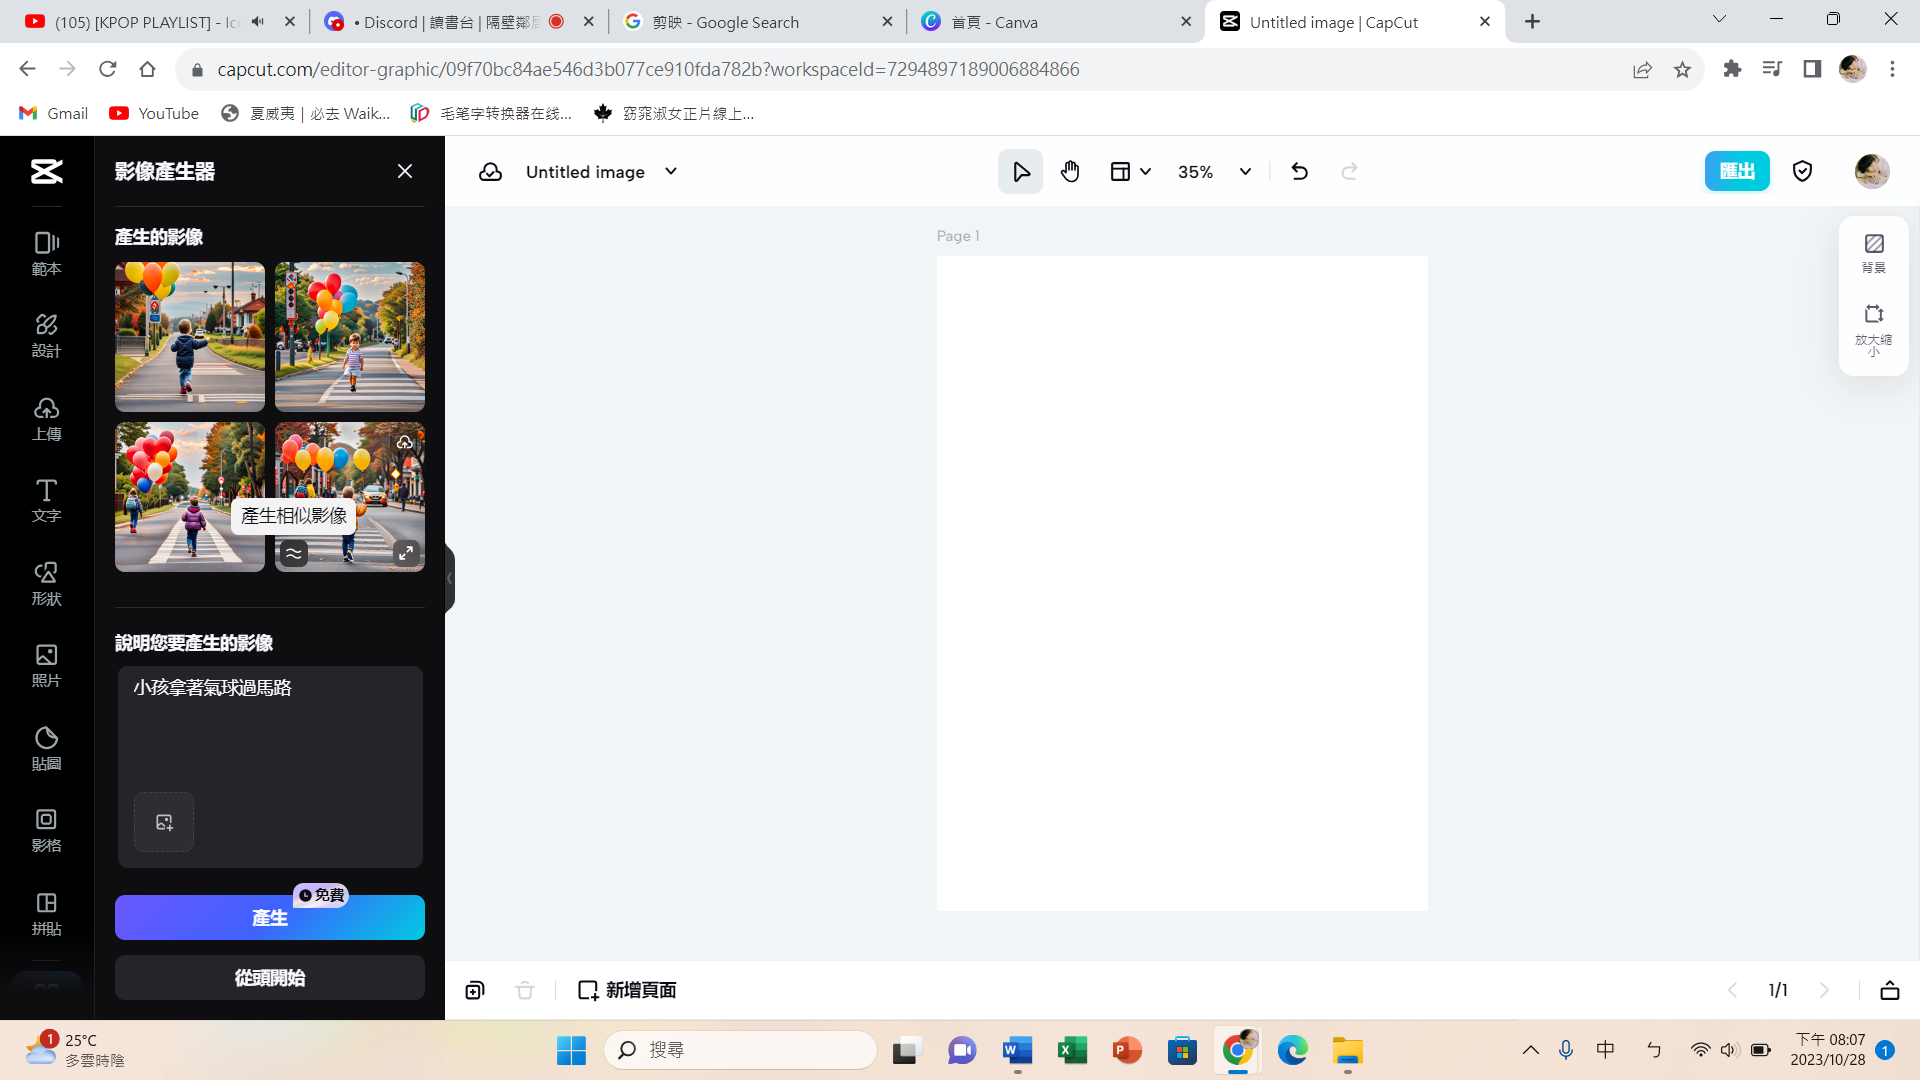 (105) [KPOP PLAYLIST] - Ico
• Discord | 讀書台 | 隔壁鄰居
剪映 - Google Search
首頁 - Canva
Untitled image | CapCut
capcut.com/editor-graphic/09f70bc84ae546d3b077ce910fda782b?workspaceId=7294897189006884866
Gmail
YouTube
夏威夷 | 必去 Waik...
毛笔字转换器在线...
窈窕淑女正片線上...
影像產生器
Untitled image
35%
匯出
產生的影像
Page 1
範本
設計
上傳
文字
形狀
照片
貼圖
影格
拼貼
背景
放大縮
小
產生相似影像
說明您要產生的影像
小孩拿著氣球過馬路
免費
產生
從頭開始
新增頁面
1/1
1
25°C
多雲時陰
搜尋
中
ㄅ
下午 08:07
2023/10/28
1